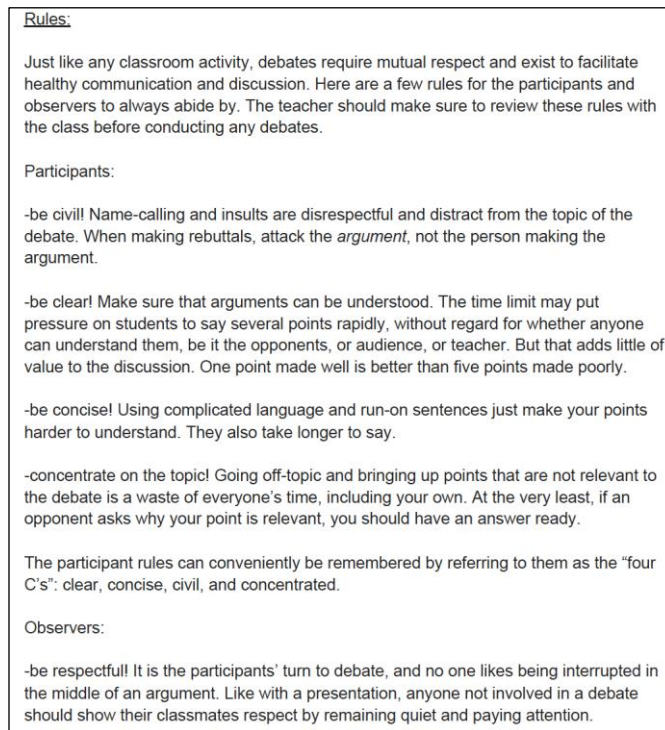 Rules:
Just like any classroom activity, debates require mutual respect and exist to facilitate
healthy communication and discussion. Here are a few rules for the participants and
observers to always abide by. The teacher should make sure to review these rules with
the class before conducting any debates.
Participants:
-be civil! Name-calling and insults are disrespectful and distract from the topic of the
debate. When making rebuttals, attack the argument, not the person making the
argument.
-be clear! Make sure that arguments can be understood. The time limit may put
pressure on students to say several points rapidly, without regard for whether anyone
can understand them, be it the opponents, or audience, or teacher. But that adds little of
value to the discussion. One point made well is better than five points made poorly.
-be concise! Using complicated language and run-on sentences just make your points
harder to understand. They also take longer to say.
-concentrate on the topic! Going off-topic and bringing up points that are not relevant to
the debate is a waste of everyone’s time, including your own. At the very least, if an
opponent asks why your point is relevant, you should have an answer ready.
The participant rules can conveniently be remembered by referring to them as the “four
C’s”: clear, concise, civil, and concentrated.
Observers:
-be respectful! It is the participants’ turn to debate, and no one likes being interrupted in
the middle of an argument. Like with a presentation, anyone not involved in a debate
should show their classmates respect by remaining quiet and paying attention.